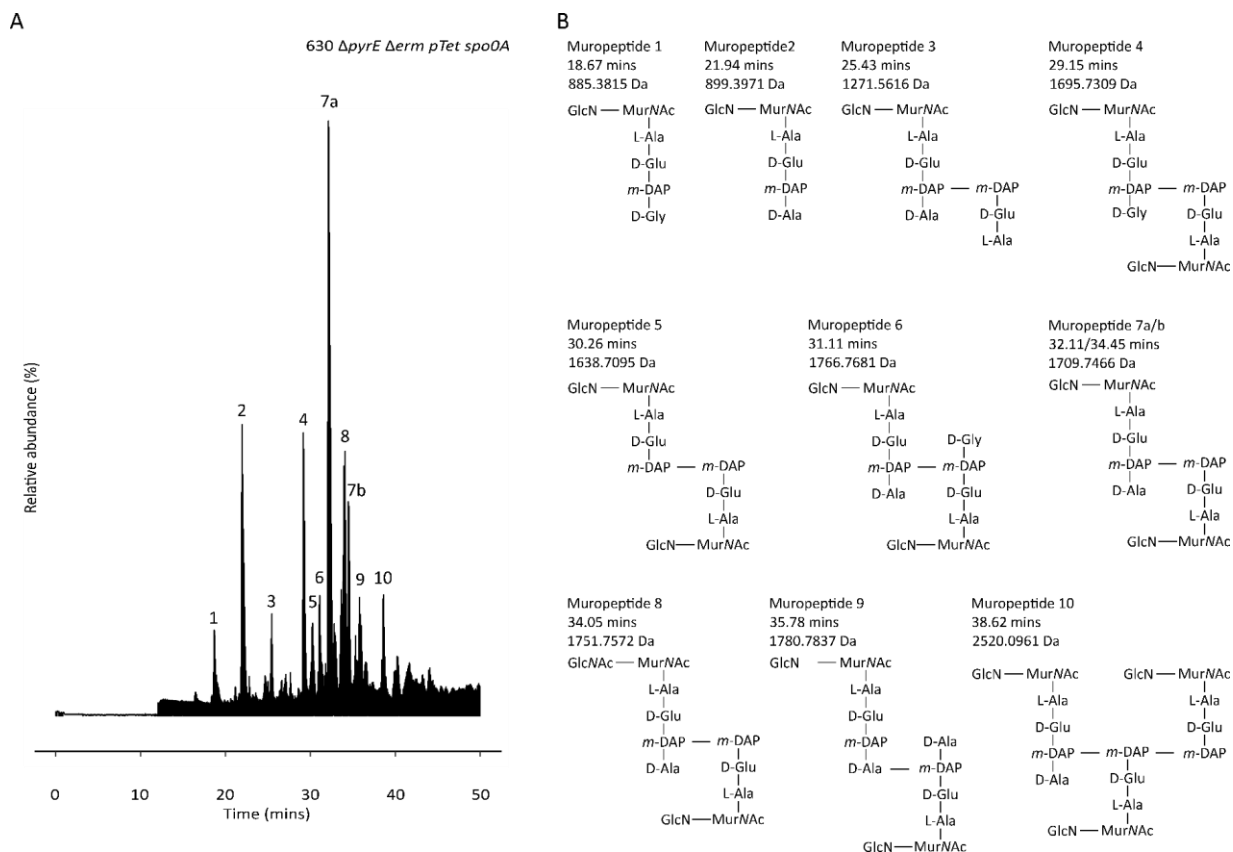 A
630 ΔpyrE Δerm pTet spo0A
7a
2
4
8
7b
6
9
10
5
3
1
Relative abundance (%)
0 10 20 30 40 50
Time (mins)
B
Muropeptide 1
18.67 mins
885.3815 Da
GlcN — MurNAc
L-Ala
D-Glu
m-DAP
D-Gly
Muropeptide2
21.94 mins
899.3971 Da
GlcN — MurNAc
L-Ala
D-Glu
m-DAP
D-Ala
Muropeptide 3
25.43 mins
1271.5616 Da
GlcN — MurNAc
L-Ala
D-Glu
m-DAP — m-DAP
D-Ala D-Glu
L-Ala
Muropeptide 4
29.15 mins
1695.7309 Da
GlcN — MurNAc
L-Ala
D-Glu
m-DAP — m-DAP
D-Gly D-Glu
L-Ala
GlcN — MurNAc
Muropeptide 5
30.26 mins
1638.7095 Da
GlcN — MurNAc
L-Ala
D-Glu
m-DAP — m-DAP
D-Glu
L-Ala
GlcN — MurNAc
Muropeptide 6
31.11 mins
1766.7681 Da
GlcN — MurNAc
L-Ala
D-Glu D-Gly
m-DAP — m-DAP
D-Ala D-Glu
L-Ala
GlcN — MurNAc
Muropeptide 7a/b
32.11/34.45 mins
1709.7466 Da
GlcN — MurNAc
L-Ala
D-Glu
m-DAP — m-DAP
D-Ala D-Glu
L-Ala
GlcN — MurNAc
Muropeptide 8
34.05 mins
1751.7572 Da
GlcNAc — MurNAc
L-Ala
D-Glu
m-DAP — m-DAP
D-Ala D-Glu
L-Ala
GlcN — MurNAc
Muropeptide 9
35.78 mins
1780.7837 Da
GlcN — MurNAc
L-Ala
D-Glu
m-DAP D-Ala
D-Ala — m-DAP
D-Glu
L-Ala
GlcN — MurNAc
Muropeptide 10
38.62 mins
2520.0961 Da
GlcN — MurNAc GlcN — MurNAc
L-Ala L-Ala
D-Glu D-Glu
m-DAP — m-DAP — m-DAP
D-Ala D-Glu
L-Ala
GlcN — MurNAc